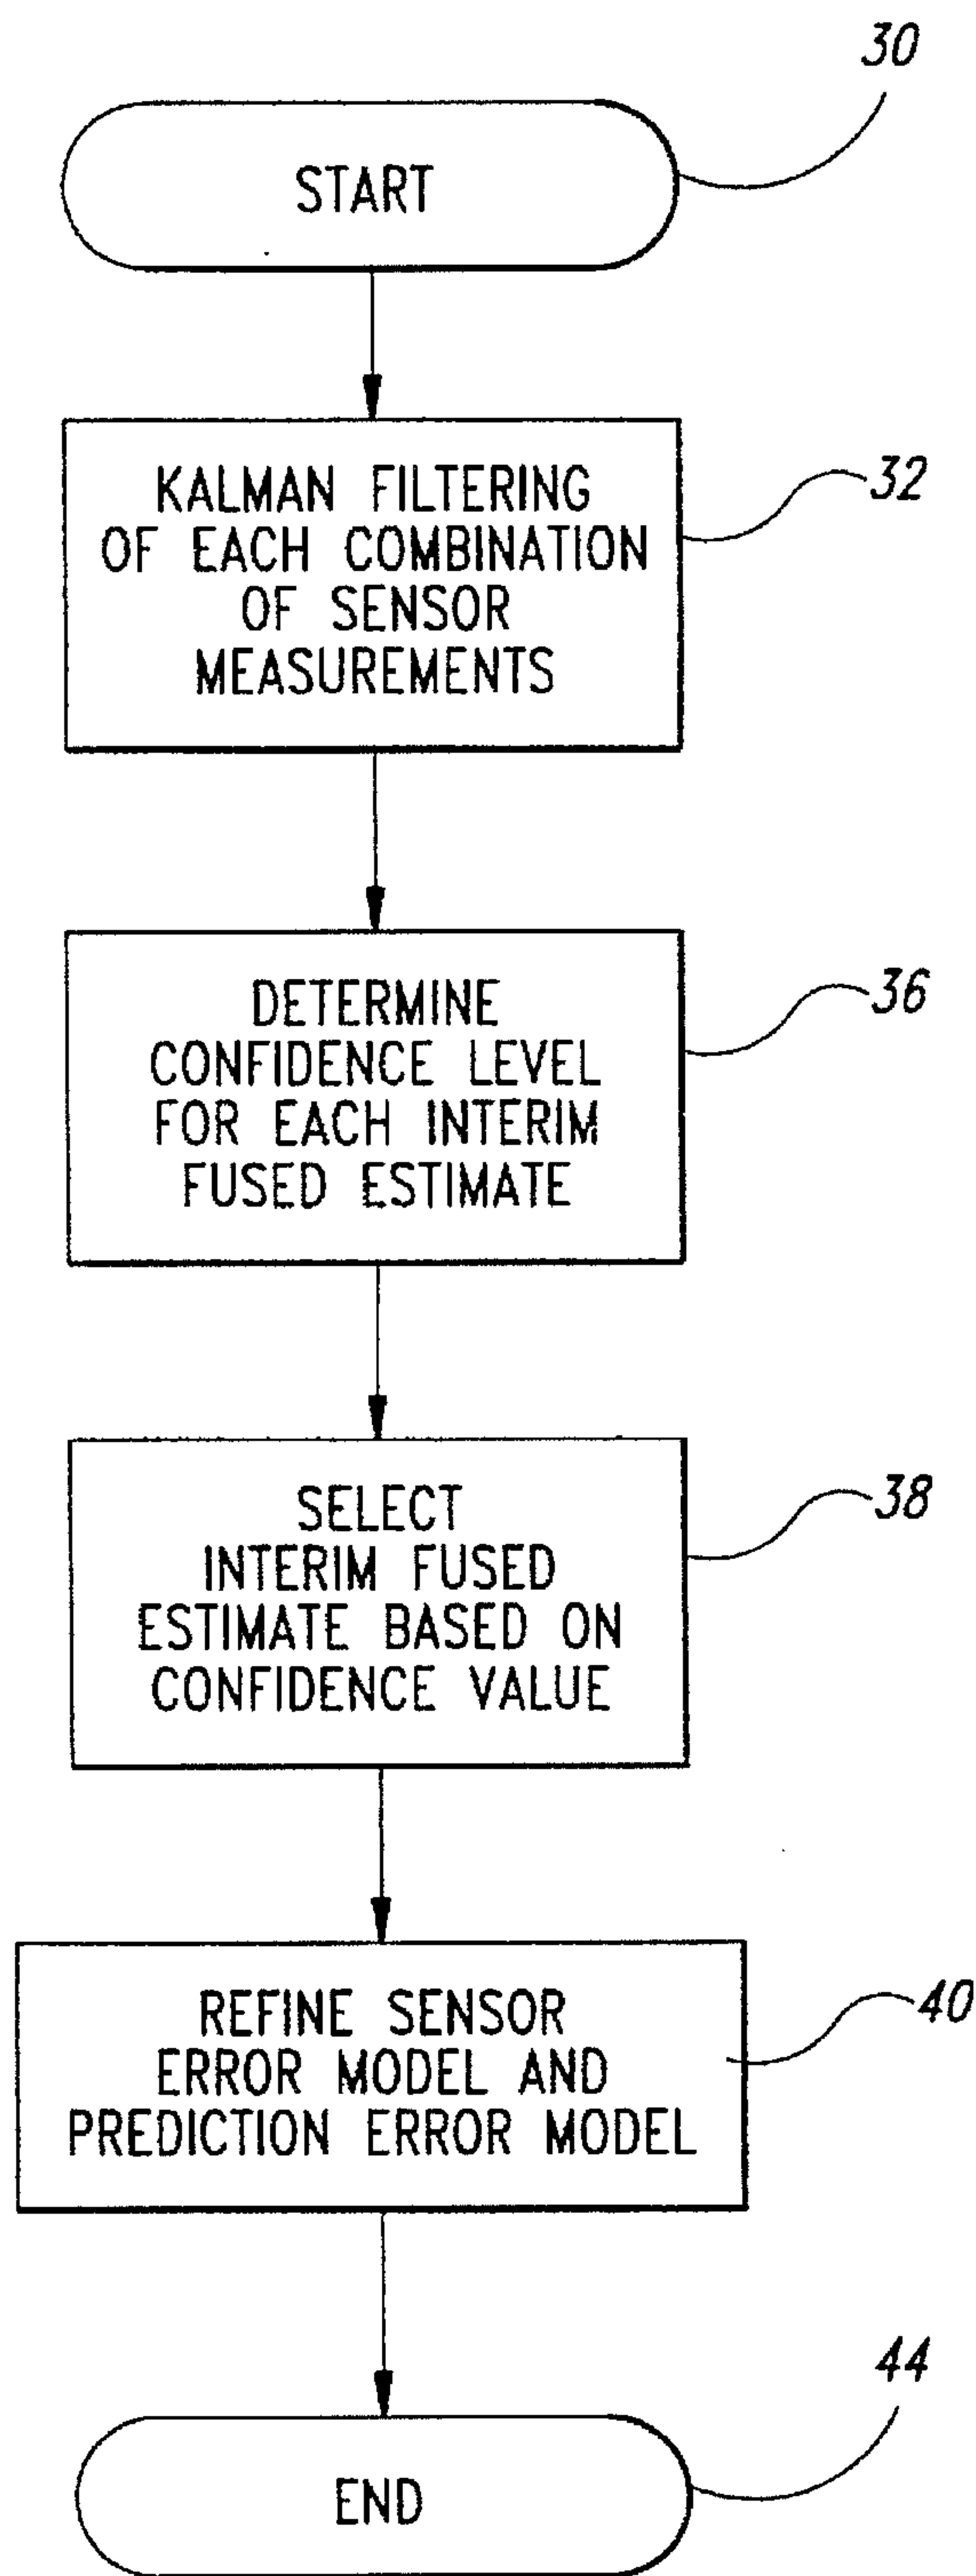 30
START
KALMAN FILTERING
OF EACH COMBINATION
OF SENSOR
MEASUREMENTS
32
DETERMINE
CONFIDENCE LEVEL
FOR EACH INTERIM
FUSED ESTIMATE
36
SELECT
INTERIM FUSED
ESTIMATE BASED ON
CONFIDENCE VALUE
38
REFINE SENSOR
ERROR MODEL AND
PREDICTION ERROR MODEL
40
44
END